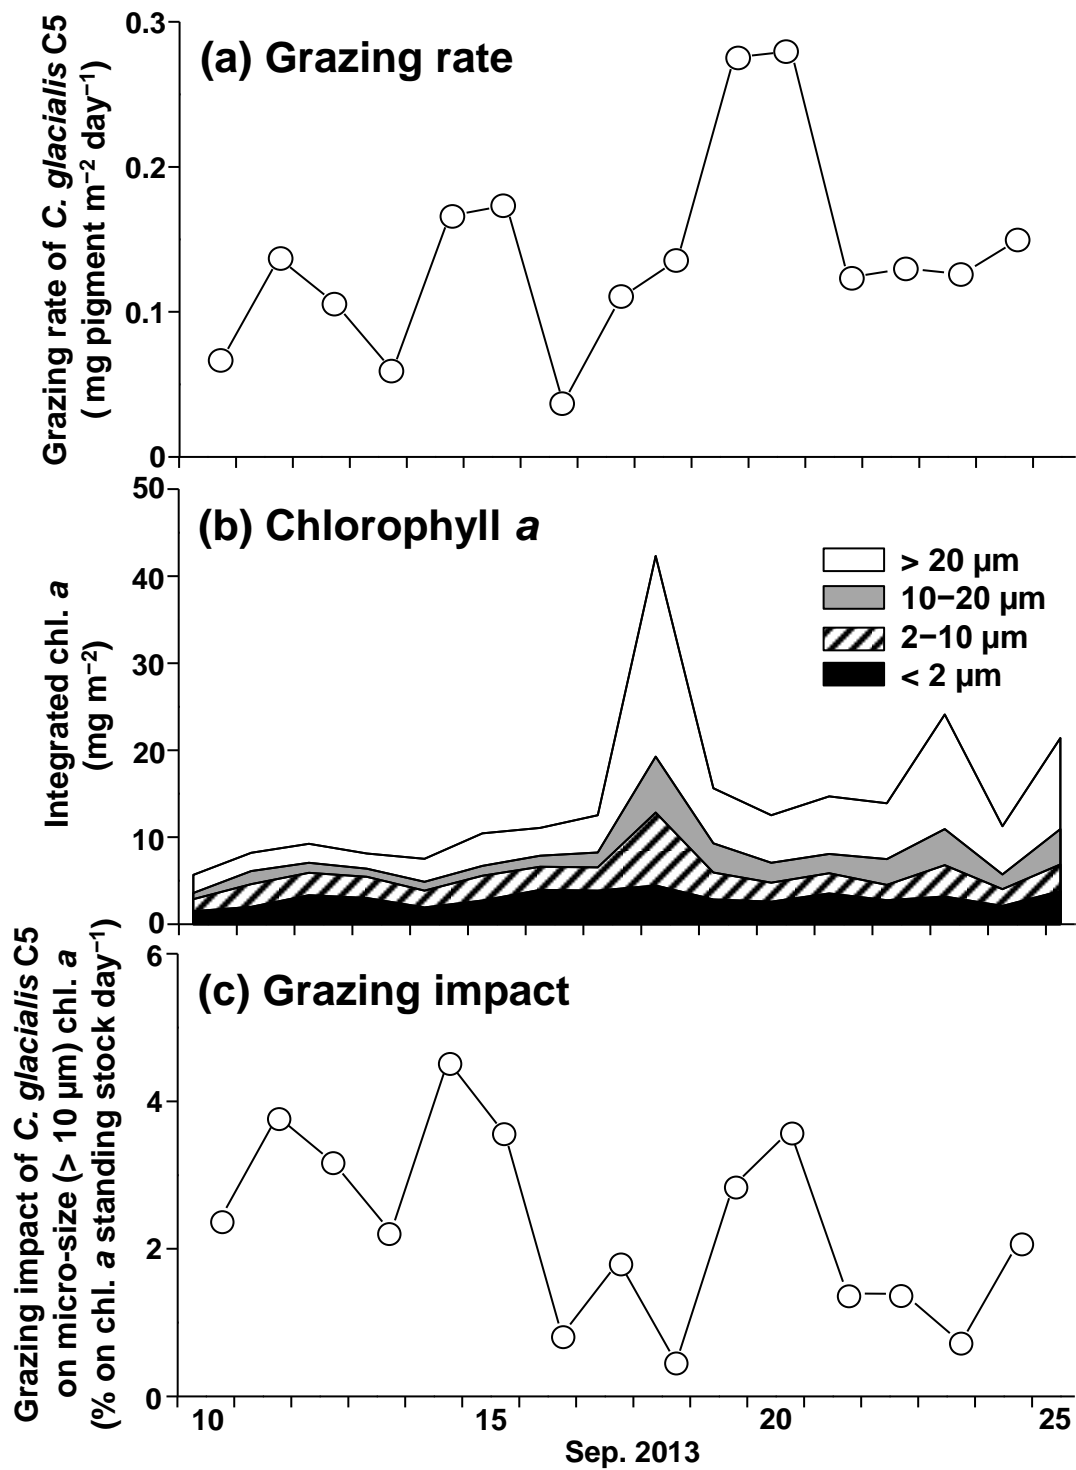 (a) Grazing rate
Grazing rate of C. glacialis C5
(mg pigment m⁻² day⁻¹)
0.3
0.2
0.1
0
(b) Chlorophyll a
Integrated chl. a
(mg m⁻²)
50
40
30
20
10
0
> 20 µm
10−20 µm
2−10 µm
< 2 µm
(c) Grazing impact
Grazing impact of C. glacialis C5
on micro-size (> 10 µm) chl. a
(% on chl. a standing stock day⁻¹)
6
4
2
0
10 15 20 25
Sep. 2013